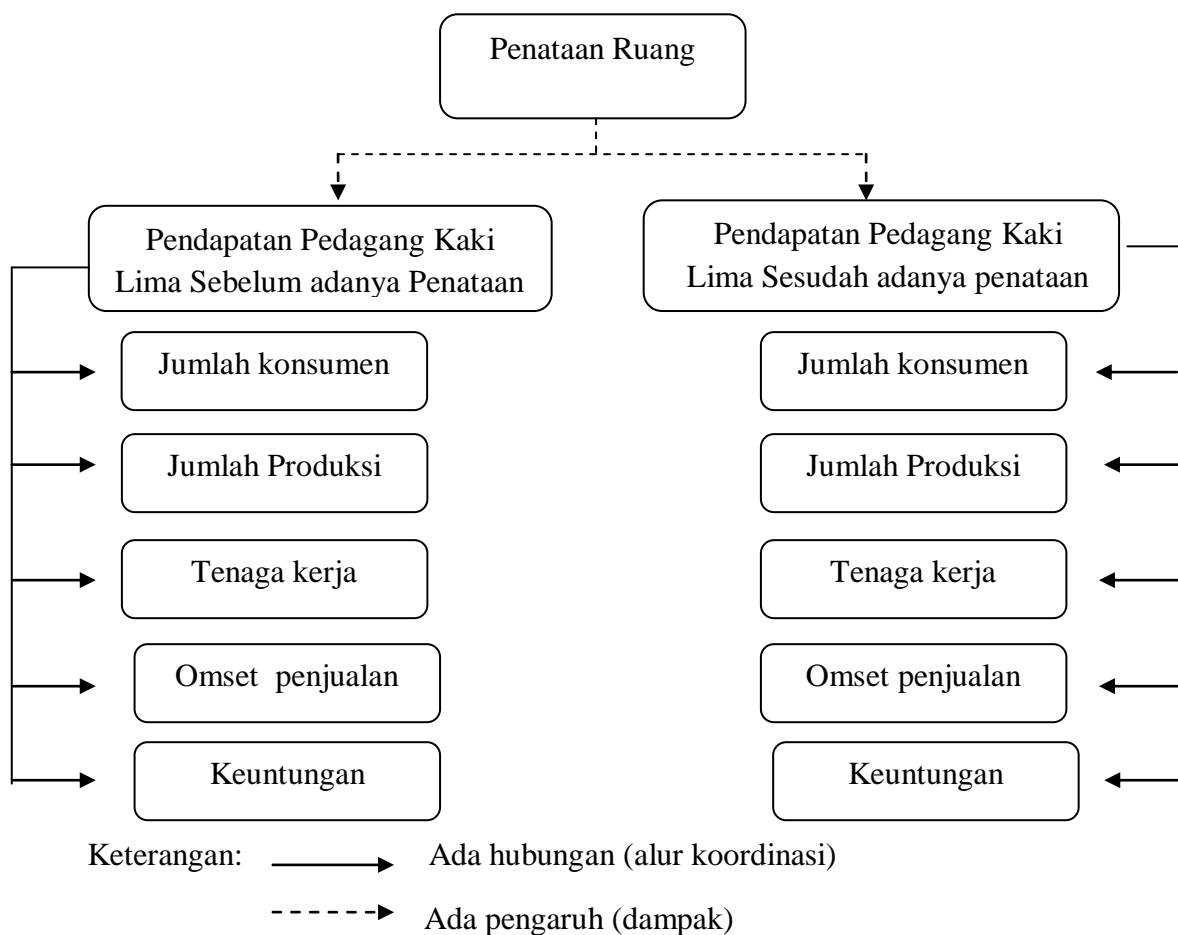 Penataan Ruang
Pendapatan Pedagang Kaki
Lima Sebelum adanya Penataan
Pendapatan Pedagang Kaki
Lima Sesudah adanya penataan
Jumlah konsumen
Jumlah Produksi
Tenaga kerja
Omset penjualan
Keuntungan
Jumlah konsumen
Jumlah Produksi
Tenaga kerja
Omset penjualan
Keuntungan
Keterangan:
Ada hubungan (alur koordinasi)
Ada pengaruh (dampak)